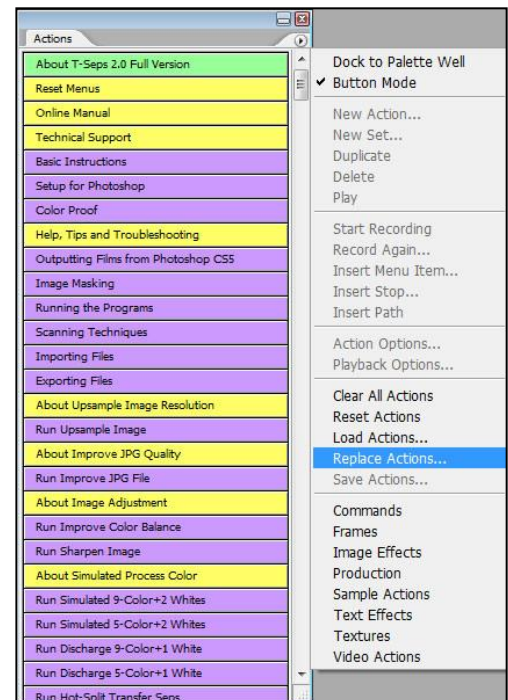 Actions
About T-Seps 2.0 Full Version
Reset Menus
Online Manual
Technical Support
Basic Instructions
Setup for Photoshop
Color Proof
Help, Tips and Troubleshooting
Outputting Films from Photoshop CS5
Image Masking
Running the Programs
Scanning Techniques
Importing Files
Exporting Files
About Upsample Image Resolution
Run Upsample Image
About Improve JPG Quality
Run Improve JPG File
About Image Adjustment
Run Improve Color Balance
Run Sharpen Image
About Simulated Process Color
Run Simulated 9-Color+2 Whites
Run Simulated 5-Color+2 Whites
Run Discharge 9-Color+1 White
Run Discharge 5-Color+1 White
Run Hot-Split Transfer Seps
Dock to Palette Well
Button Mode
New Action...
New Set...
Duplicate
Delete
Play
Start Recording
Record Again...
Insert Menu Item...
Insert Stop...
Insert Path
Action Options...
Playback Options...
Clear All Actions
Reset Actions
Load Actions...
Replace Actions...
Save Actions...
Commands
Frames
Image Effects
Production
Sample Actions
Text Effects
Textures
Video Actions